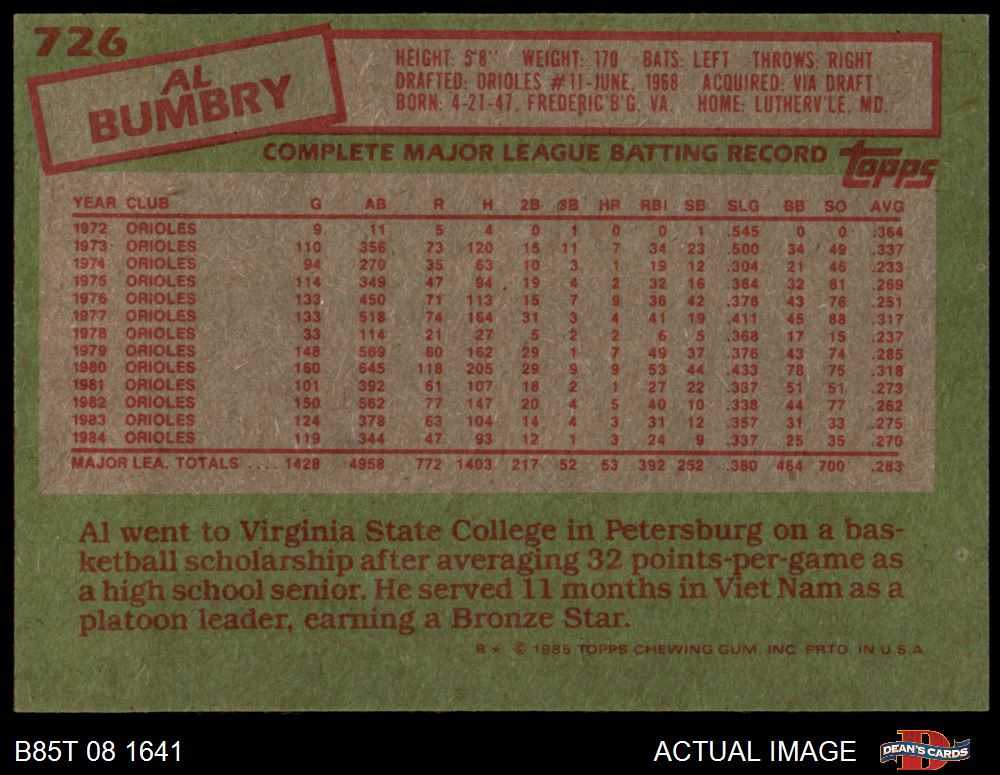 726
AL
BUMBRY
HEIGHT: 5'8" WEIGHT: 170 BATS: LEFT THROWS: RIGHT
DRAFTED: ORIOLES #11-JUNE, 1968 ACQUIRED: VIA DRAFT
BORN: 4-21-47, FREDERIC'B'G, VA. HOME: LUTHERV'LE, MD.
COMPLETE MAJOR LEAGUE BATTING RECORD topps
YEAR CLUB G AB R H 2B 3B HR RBI SB SLG BB SO AVG
1972 ORIOLES 9 11 5 4 0 1 0 0 1 .545 0 0 .364
1973 ORIOLES 110 356 73 120 15 11 7 34 23 .500 34 49 .337
1974 ORIOLES 94 270 35 63 10 3 1 19 12 .304 21 46 .233
1975 ORIOLES 114 349 47 94 19 4 2 32 16 .364 32 81 .269
1976 ORIOLES 133 450 71 113 15 7 9 36 42 .378 43 76 .251
1977 ORIOLES 133 518 74 164 31 3 4 41 19 .411 45 88 .317
1978 ORIOLES 33 114 21 27 5 2 2 6 5 .368 17 15 .237
1979 ORIOLES 148 569 80 162 29 1 7 49 37 .376 43 74 .285
1980 ORIOLES 160 645 118 205 29 9 9 53 44 .433 78 75 .318
1981 ORIOLES 101 392 61 107 18 2 1 27 22 .337 51 51 .273
1982 ORIOLES 150 562 77 147 20 4 5 40 10 .338 44 77 .262
1983 ORIOLES 124 378 63 104 14 4 3 31 12 .357 31 33 .275
1984 ORIOLES 119 344 47 93 12 1 3 24 9 .337 25 35 .270
MAJOR LEA. TOTALS .... 1428 4958 772 1403 217 52 53 392 252 .380 464 700 .283
Al went to Virginia State College in Petersburg on a bas-
ketball scholarship after averaging 32 points-per-game as
a high school senior. He served 11 months in Viet Nam as a
platoon leader, earning a Bronze Star.
B* © 1985 TOPPS CHEWING GUM, INC. PRTD. IN U.S.A.
B85T 08 1641 ACTUAL IMAGE DEAN'S CARDS